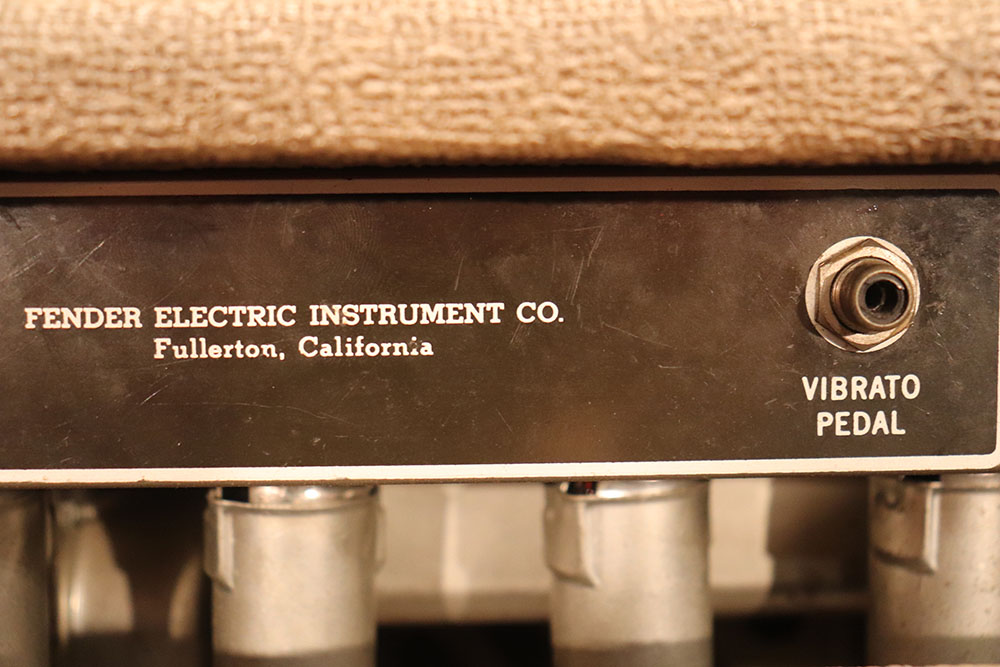 FENDER ELECTRIC INSTRUMENT CO.
Fullerton, California
VIBRATO
PEDAL